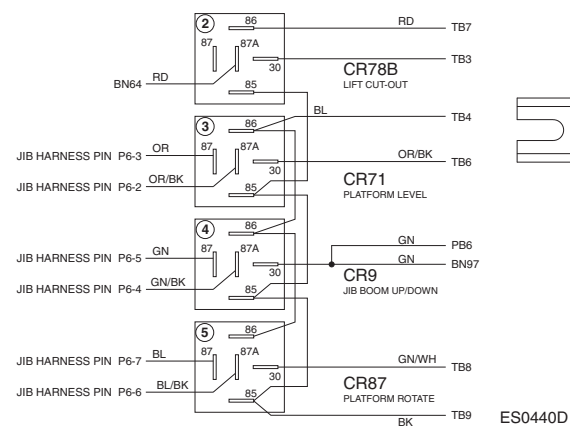 2 86 RD TB7
87 87A
30 TB3
CR78B
LIFT CUT-OUT
BN64 RD 85
BL TB4
3 86
87 87A
JIB HARNESS PIN P6-3 OR OR/BK TB6
30
JIB HARNESS PIN P6-2 OR/BK CR71
85 PLATFORM LEVEL
4 86
87 87A GN PB6
JIB HARNESS PIN P6-5 GN GN BN97
30
JIB HARNESS PIN P6-4 GN/BK CR9
85 JIB BOOM UP/DOWN
5 86
87 87A
JIB HARNESS PIN P6-7 BL GN/WH TB8
30
JIB HARNESS PIN P6-6 BL/BK CR87
85 PLATFORM ROTATE
BK TB9 ES0440D